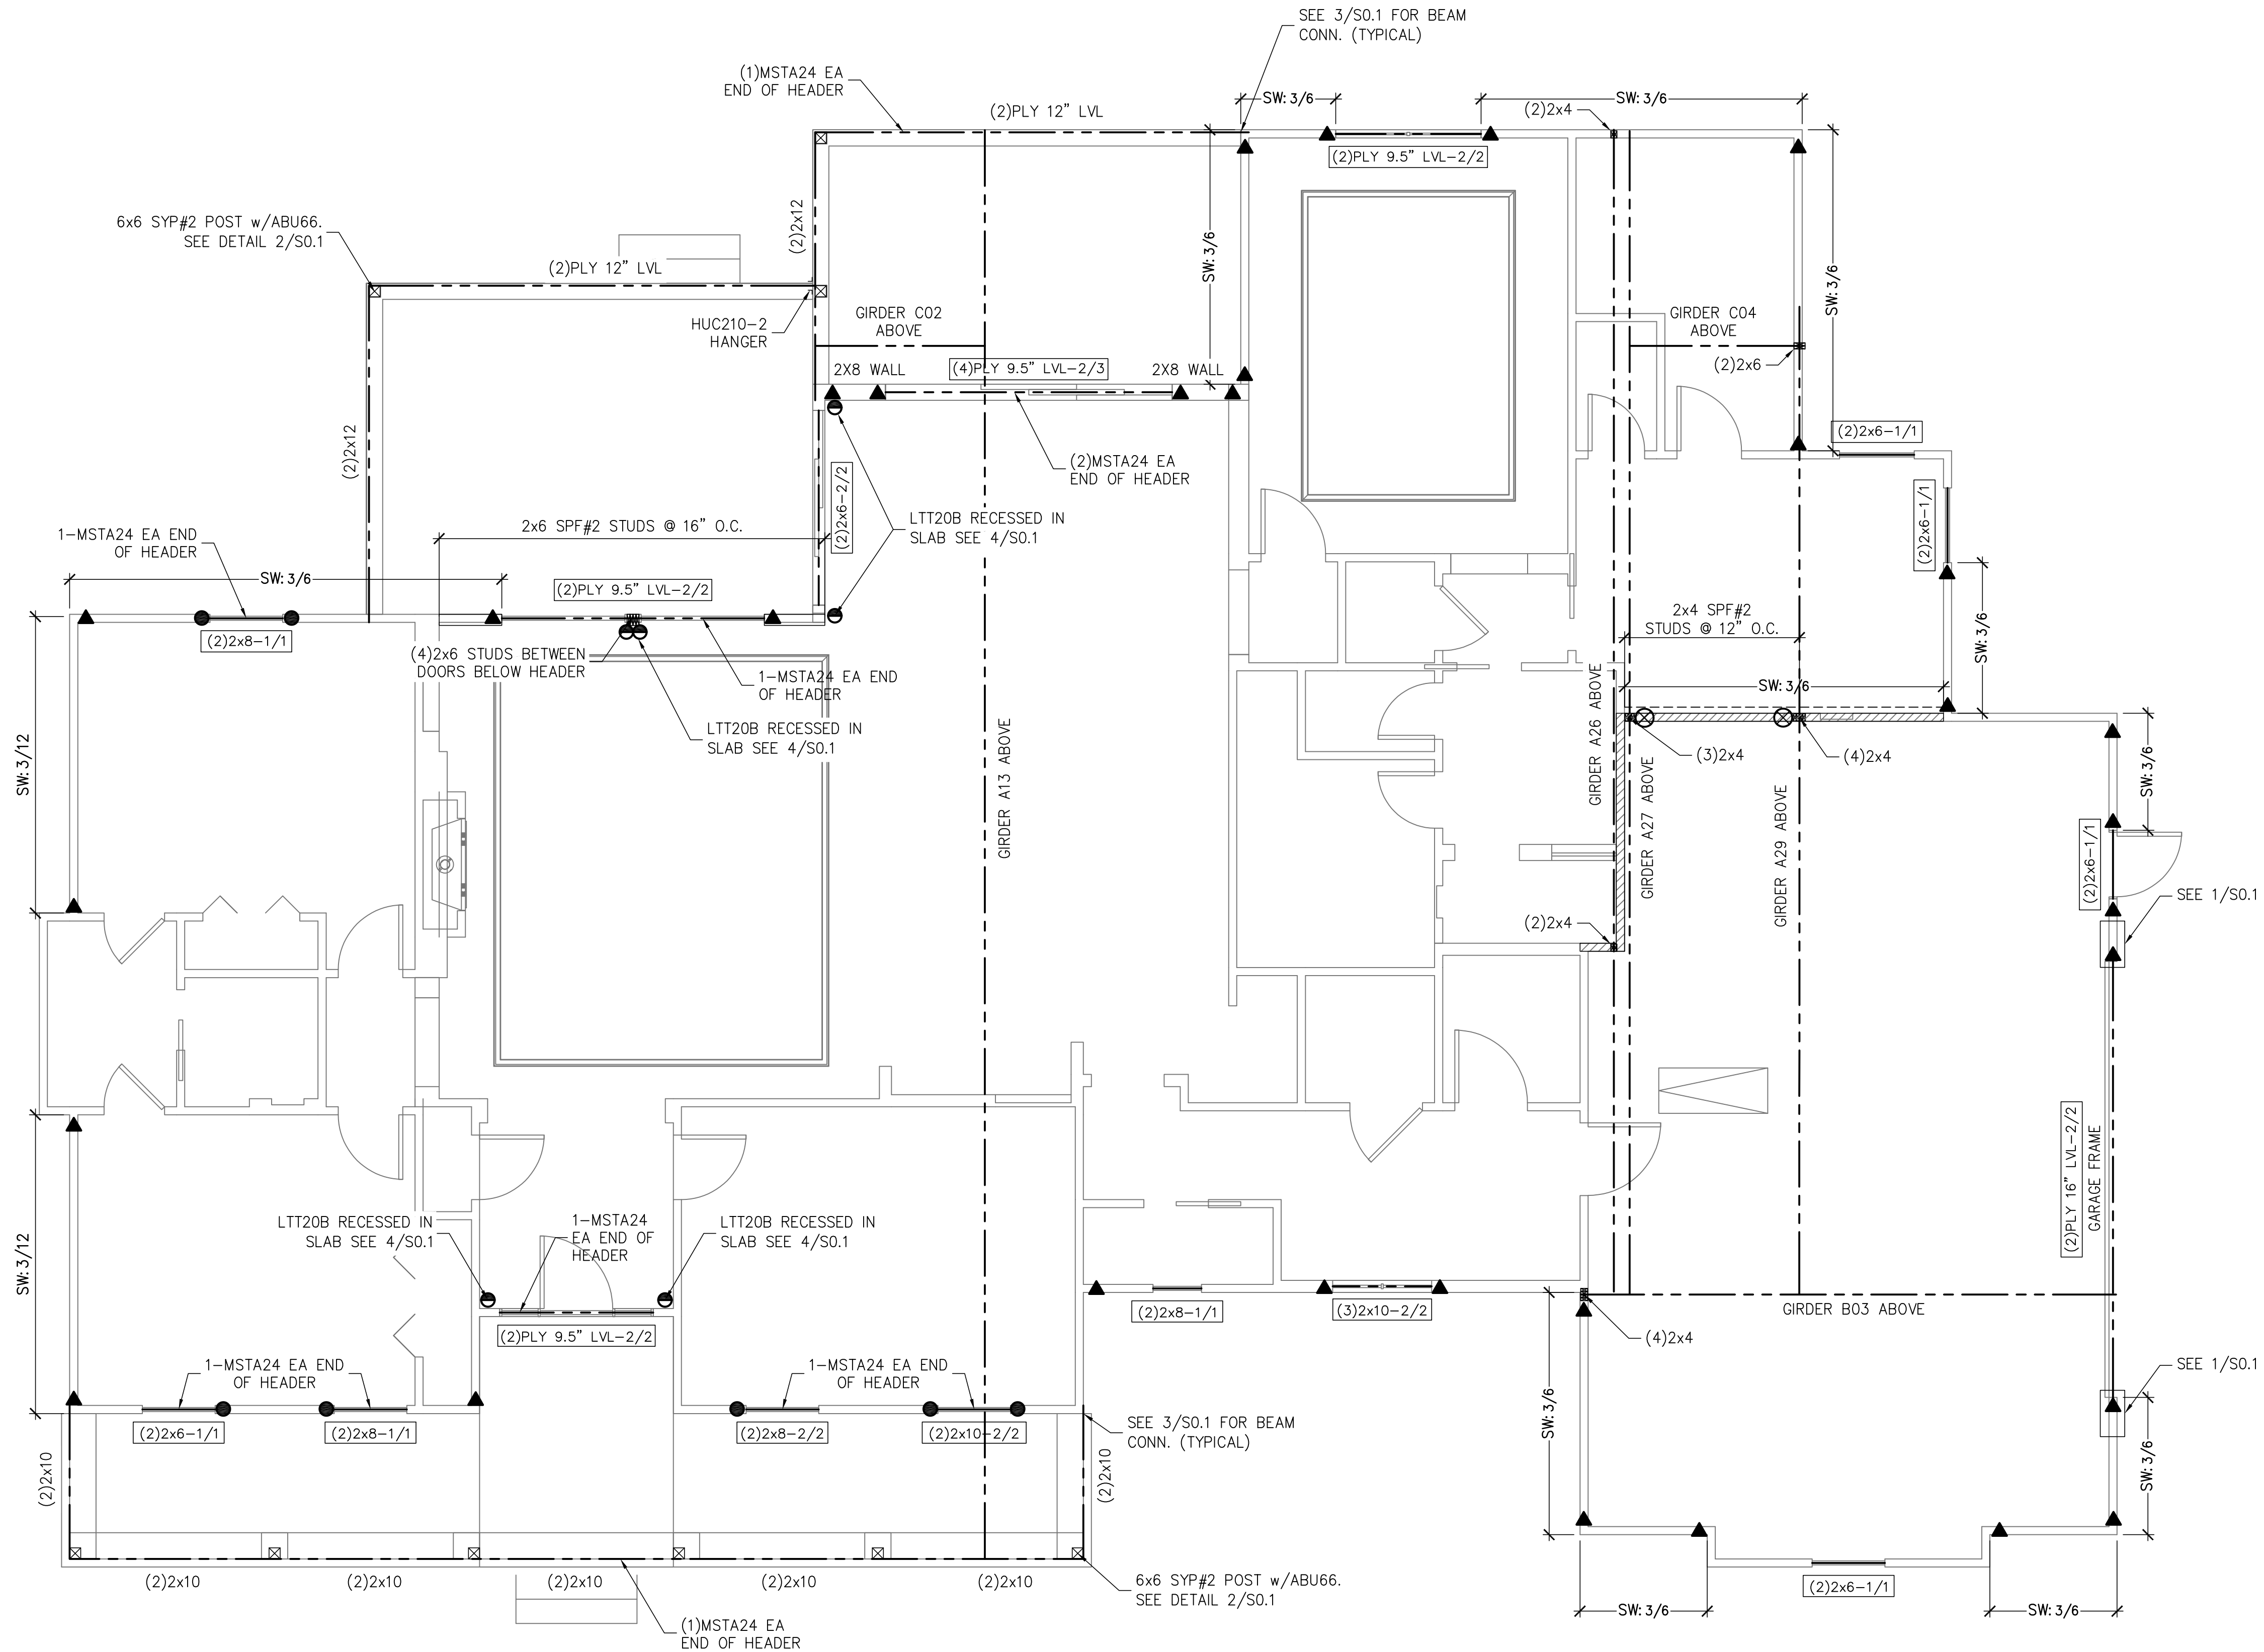 SEE 3/S0.1 FOR BEAM
CONN. (TYPICAL)
(1)MSTA24 EA
END OF HEADER
(2)PLY 12" LVL
SW: 3/6
(2)2x4
SW: 3/6
(2)PLY 9.5" LVL-2/2
6x6 SYP#2 POST w/ABU66.
SEE DETAIL 2/S0.1
(2)2x12
(2)PLY 12" LVL
SW: 3/6
SW: 3/6
HUC210-2
HANGER
GIRDER C02
ABOVE
GIRDER C04
ABOVE
(2)2x6
2X8 WALL
(4)PLY 9.5" LVL-2/3
2X8 WALL
(2)2x12
(2)2x6-1/1
(2)MSTA24 EA
END OF HEADER
(2)2x6-2/2
(2)2x6-1/1
LTT20B RECESSED IN
SLAB SEE 4/S0.1
2x6 SPF#2 STUDS @ 16" O.C.
1-MSTA24 EA END
OF HEADER
SW: 3/6
(2)PLY 9.5" LVL-2/2
(2)2x8-1/1
2x4 SPF#2
STUDS @ 12" O.C.
SW: 3/6
(4)2x6 STUDS BETWEEN
DOORS BELOW HEADER
1-MSTA24 EA END
OF HEADER
SW: 3/6
LTT20B RECESSED IN
SLAB SEE 4/S0.1
SW: 3/12
GIRDER A13 ABOVE
GIRDER A26 ABOVE
GIRDER A27 ABOVE
GIRDER A29 ABOVE
(3)2x4
(4)2x4
SW: 3/6
(2)2x6-1/1
SEE 1/S0.1
(2)2x4
(2)PLY 16" LVL-2/2
GARAGE FRAME
LTT20B RECESSED IN
SLAB SEE 4/S0.1
1-MSTA24
EA END OF
HEADER
LTT20B RECESSED IN
SLAB SEE 4/S0.1
SW: 3/12
(2)PLY 9.5" LVL-2/2
(2)2x8-1/1
(3)2x10-2/2
GIRDER B03 ABOVE
(4)2x4
1-MSTA24 EA END
OF HEADER
1-MSTA24 EA END
OF HEADER
SEE 1/S0.1
SW: 3/6
(2)2x6-1/1
(2)2x8-1/1
(2)2x8-2/2
(2)2x10-2/2
SEE 3/S0.1 FOR BEAM
CONN. (TYPICAL)
(2)2x10
(2)2x10
SW: 3/6
(2)2x10
(2)2x10
(2)2x10
(2)2x10
(2)2x10
6x6 SYP#2 POST w/ABU66.
SEE DETAIL 2/S0.1
(2)2x6-1/1
SW: 3/6
SW: 3/6
(1)MSTA24 EA
END OF HEADER